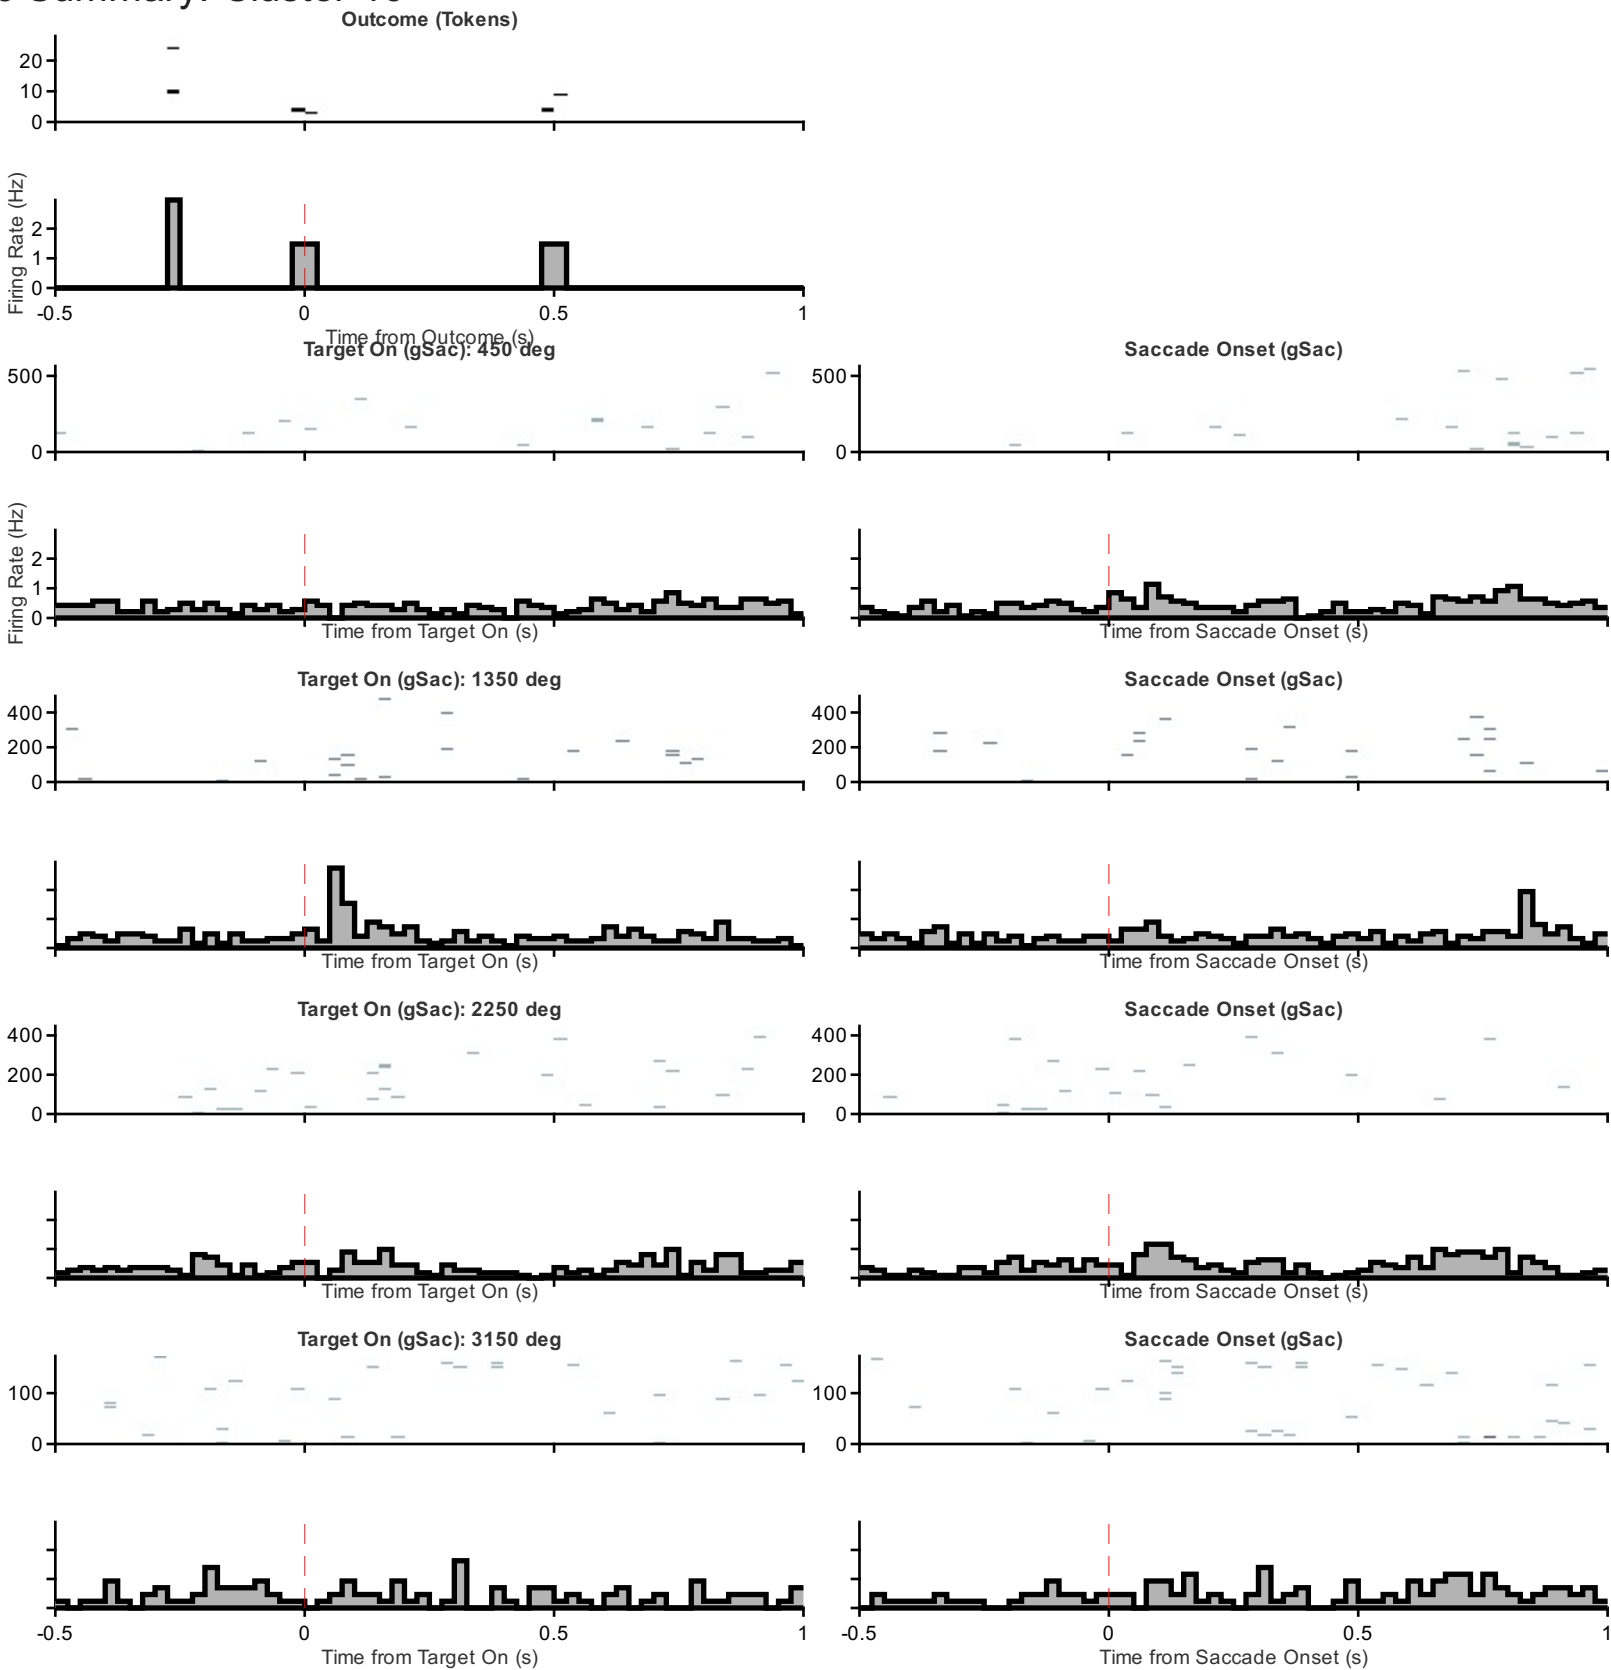 Outcome (Tokens)
20
10
0
Firing Rate (Hz)
2
1
0
-0.5 0 0.5 1
Time from Outcome (s)
Target On (gSac): 450 deg
Saccade Onset (gSac)
500
0
500
0
Firing Rate (Hz)
2
1
0
Time from Target On (s)
Time from Saccade Onset (s)
Target On (gSac): 1350 deg
Saccade Onset (gSac)
400
200
0
400
200
0
Time from Target On (s)
Time from Saccade Onset (s)
Target On (gSac): 2250 deg
Saccade Onset (gSac)
400
200
0
400
200
0
Time from Target On (s)
Time from Saccade Onset (s)
Target On (gSac): 3150 deg
Saccade Onset (gSac)
100
0
100
0
-0.5 0 0.5 1
-0.5 0 0.5 1
Time from Target On (s)
Time from Saccade Onset (s)